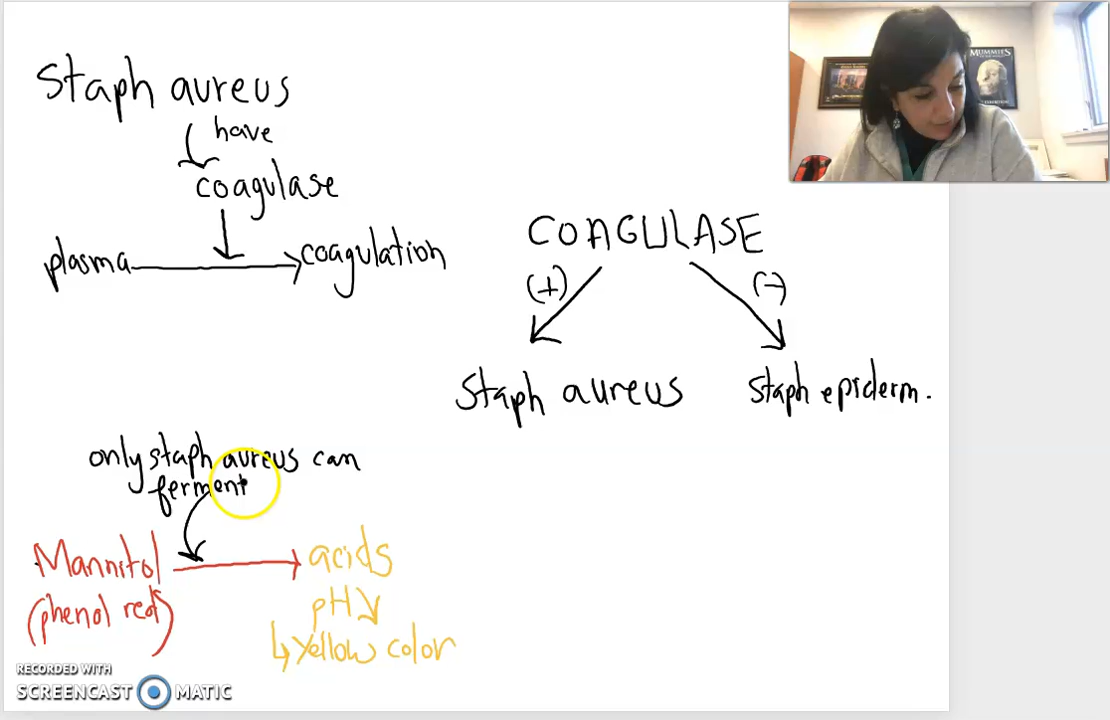 Staph aureus
have
coagulase
plasma
coagulation
COAGULASE
(+)
(-)
Staph aureus
Staph epiderm.
only staph aureus can
ferment
Mannitol
(phenol red)
acids
pH
Yellow color
RECORDED WITH
SCREENCAST MATIC
MUMMIES